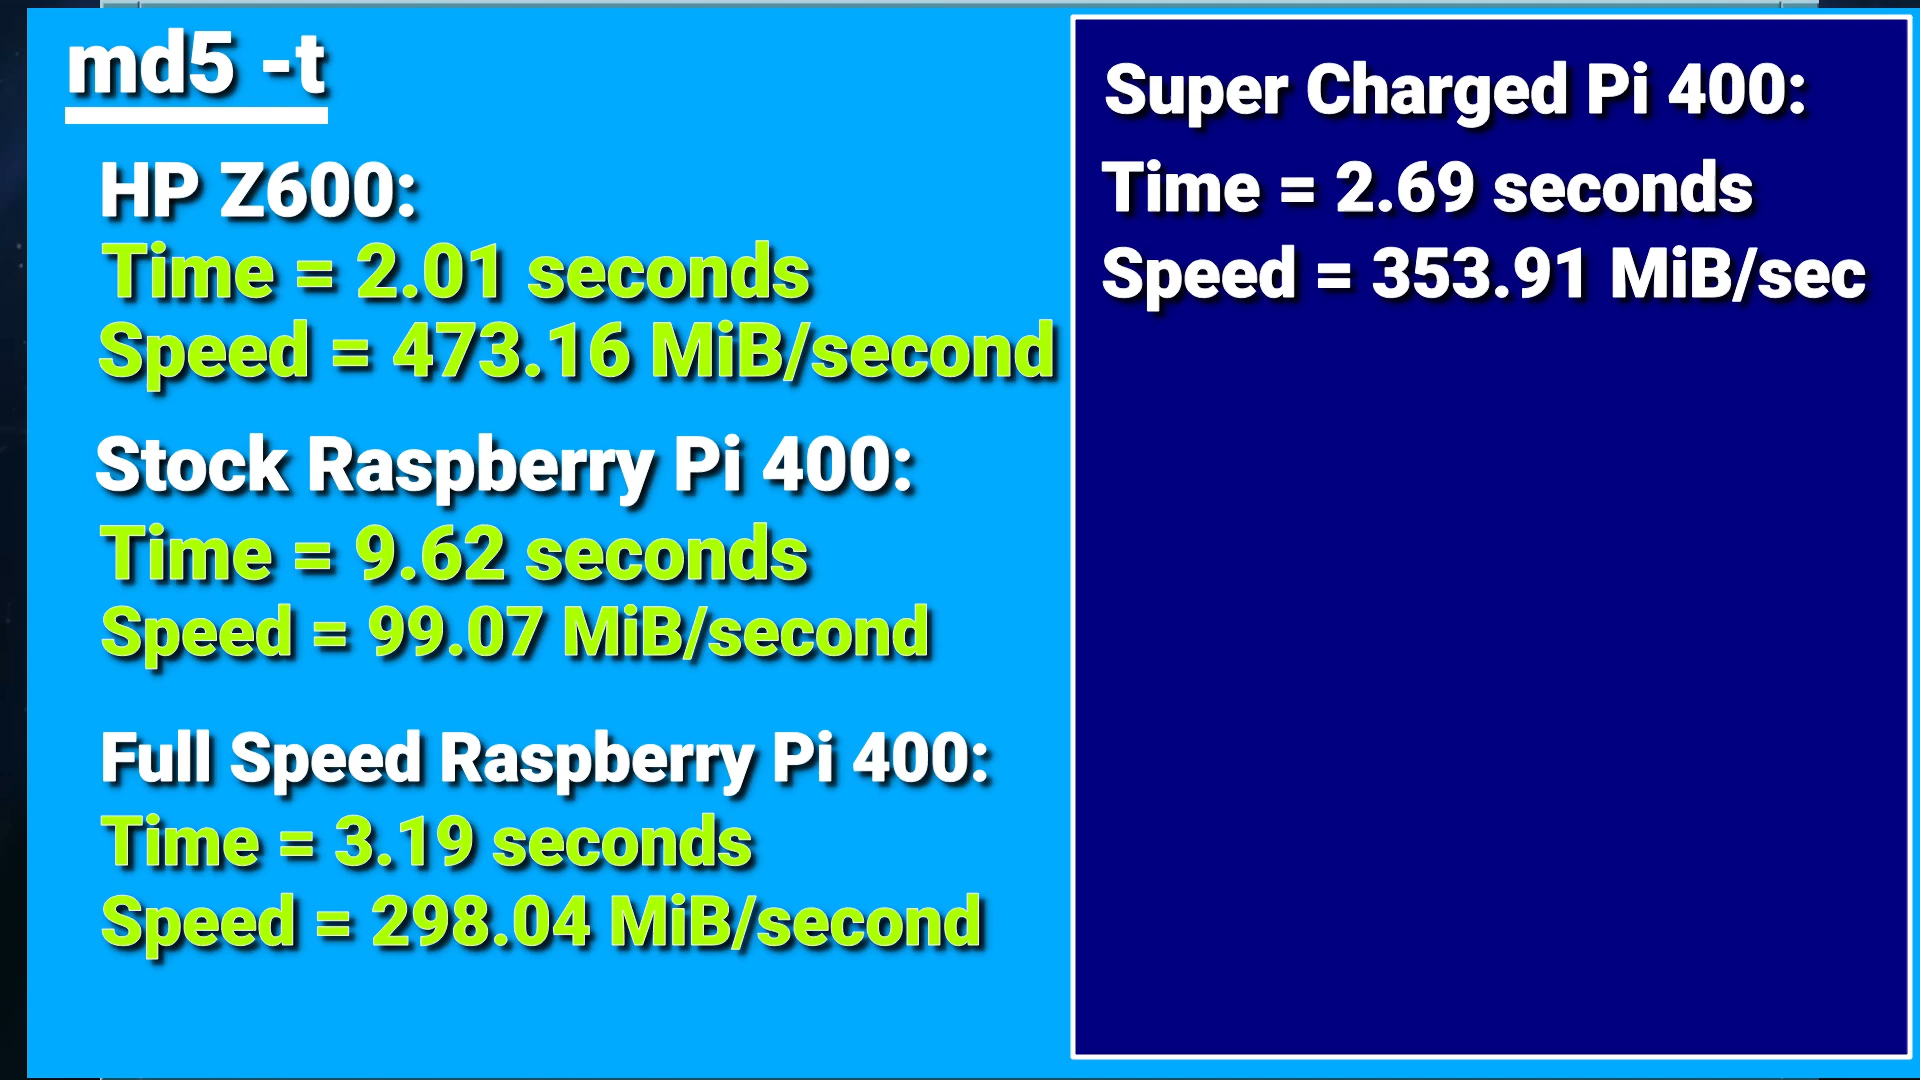 md5 -t
HP Z600:
Time = 2.01 seconds
Speed = 473.16 MiB/second
Stock Raspberry Pi 400:
Time = 9.62 seconds
Speed = 99.07 MiB/second
Full Speed Raspberry Pi 400:
Time = 3.19 seconds
Speed = 298.04 MiB/second
Super Charged Pi 400:
Time = 2.69 seconds
Speed = 353.91 MiB/sec